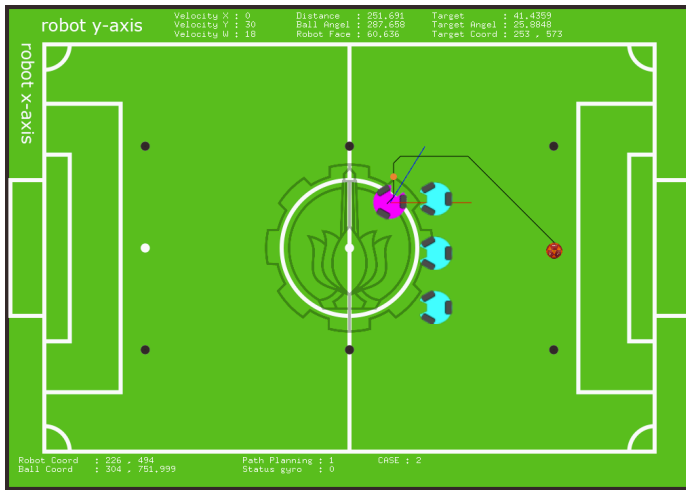 robot y-axis
Velocity X : 0
Velocity Y : 30
Velocity W : 18
Distance : 251.691
Ball Angel : 287.658
Robot Face : 60.636
Target : 41.4359
Target Angel : 25.8848
Target Coord : 253 , 573
robot x-axis
Robot Coord : 226 , 494
Ball Coord : 304 , 751.999
Path Planning : 1
Status gyro : 0
CASE : 2